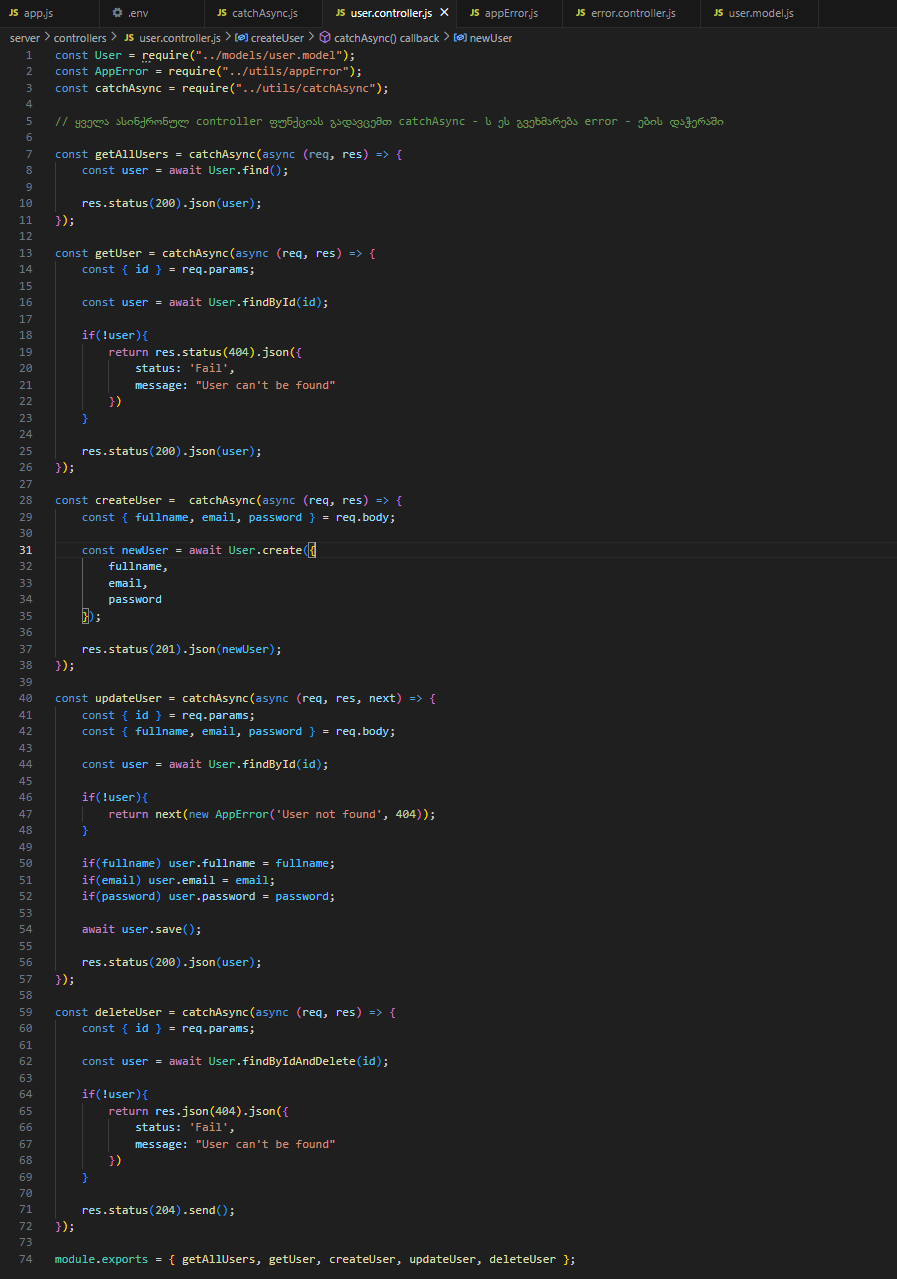 JS app.js .env JS catchAsync.js JS user.controller.js × JS appError.js JS error.controller.js JS user.model.js
server > controllers > JS user.controller.js > createUser > catchAsync() callback > newUser
1 const User = require("../models/user.model");
2 const AppError = require("../utils/appError");
3 const catchAsync = require("../utils/catchAsync");
4
5 // ყველა ასინქრონულ controller ფუნქციას გადავცემთ catchAsync - ს ეს გვეხმარება error - ების დაჭერაში
6
7 const getAllUsers = catchAsync(async (req, res) => {
8     const user = await User.find();
9
10     res.status(200).json(user);
11 });
12
13 const getUser = catchAsync(async (req, res) => {
14     const { id } = req.params;
15
16     const user = await User.findById(id);
17
18     if(!user){
19         return res.status(404).json({
20             status: 'Fail',
21             message: "User can't be found"
22         })
23     }
24
25     res.status(200).json(user);
26 });
27
28 const createUser =  catchAsync(async (req, res) => {
29     const { fullname, email, password } = req.body;
30
31     const newUser = await User.create({
32         fullname,
33         email,
34         password
35     });
36
37     res.status(201).json(newUser);
38 });
39
40 const updateUser = catchAsync(async (req, res, next) => {
41     const { id } = req.params;
42     const { fullname, email, password } = req.body;
43
44     const user = await User.findById(id);
45
46     if(!user){
47         return next(new AppError('User not found', 404));
48     }
49
50     if(fullname) user.fullname = fullname;
51     if(email) user.email = email;
52     if(password) user.password = password;
53
54     await user.save();
55
56     res.status(200).json(user);
57 });
58
59 const deleteUser = catchAsync(async (req, res) => {
60     const { id } = req.params;
61
62     const user = await User.findByIdAndDelete(id);
63
64     if(!user){
65         return res.json(404).json({
66             status: 'Fail',
67             message: "User can't be found"
68         })
69     }
70
71     res.status(204).send();
72 });
73
74 module.exports = { getAllUsers, getUser, createUser, updateUser, deleteUser };